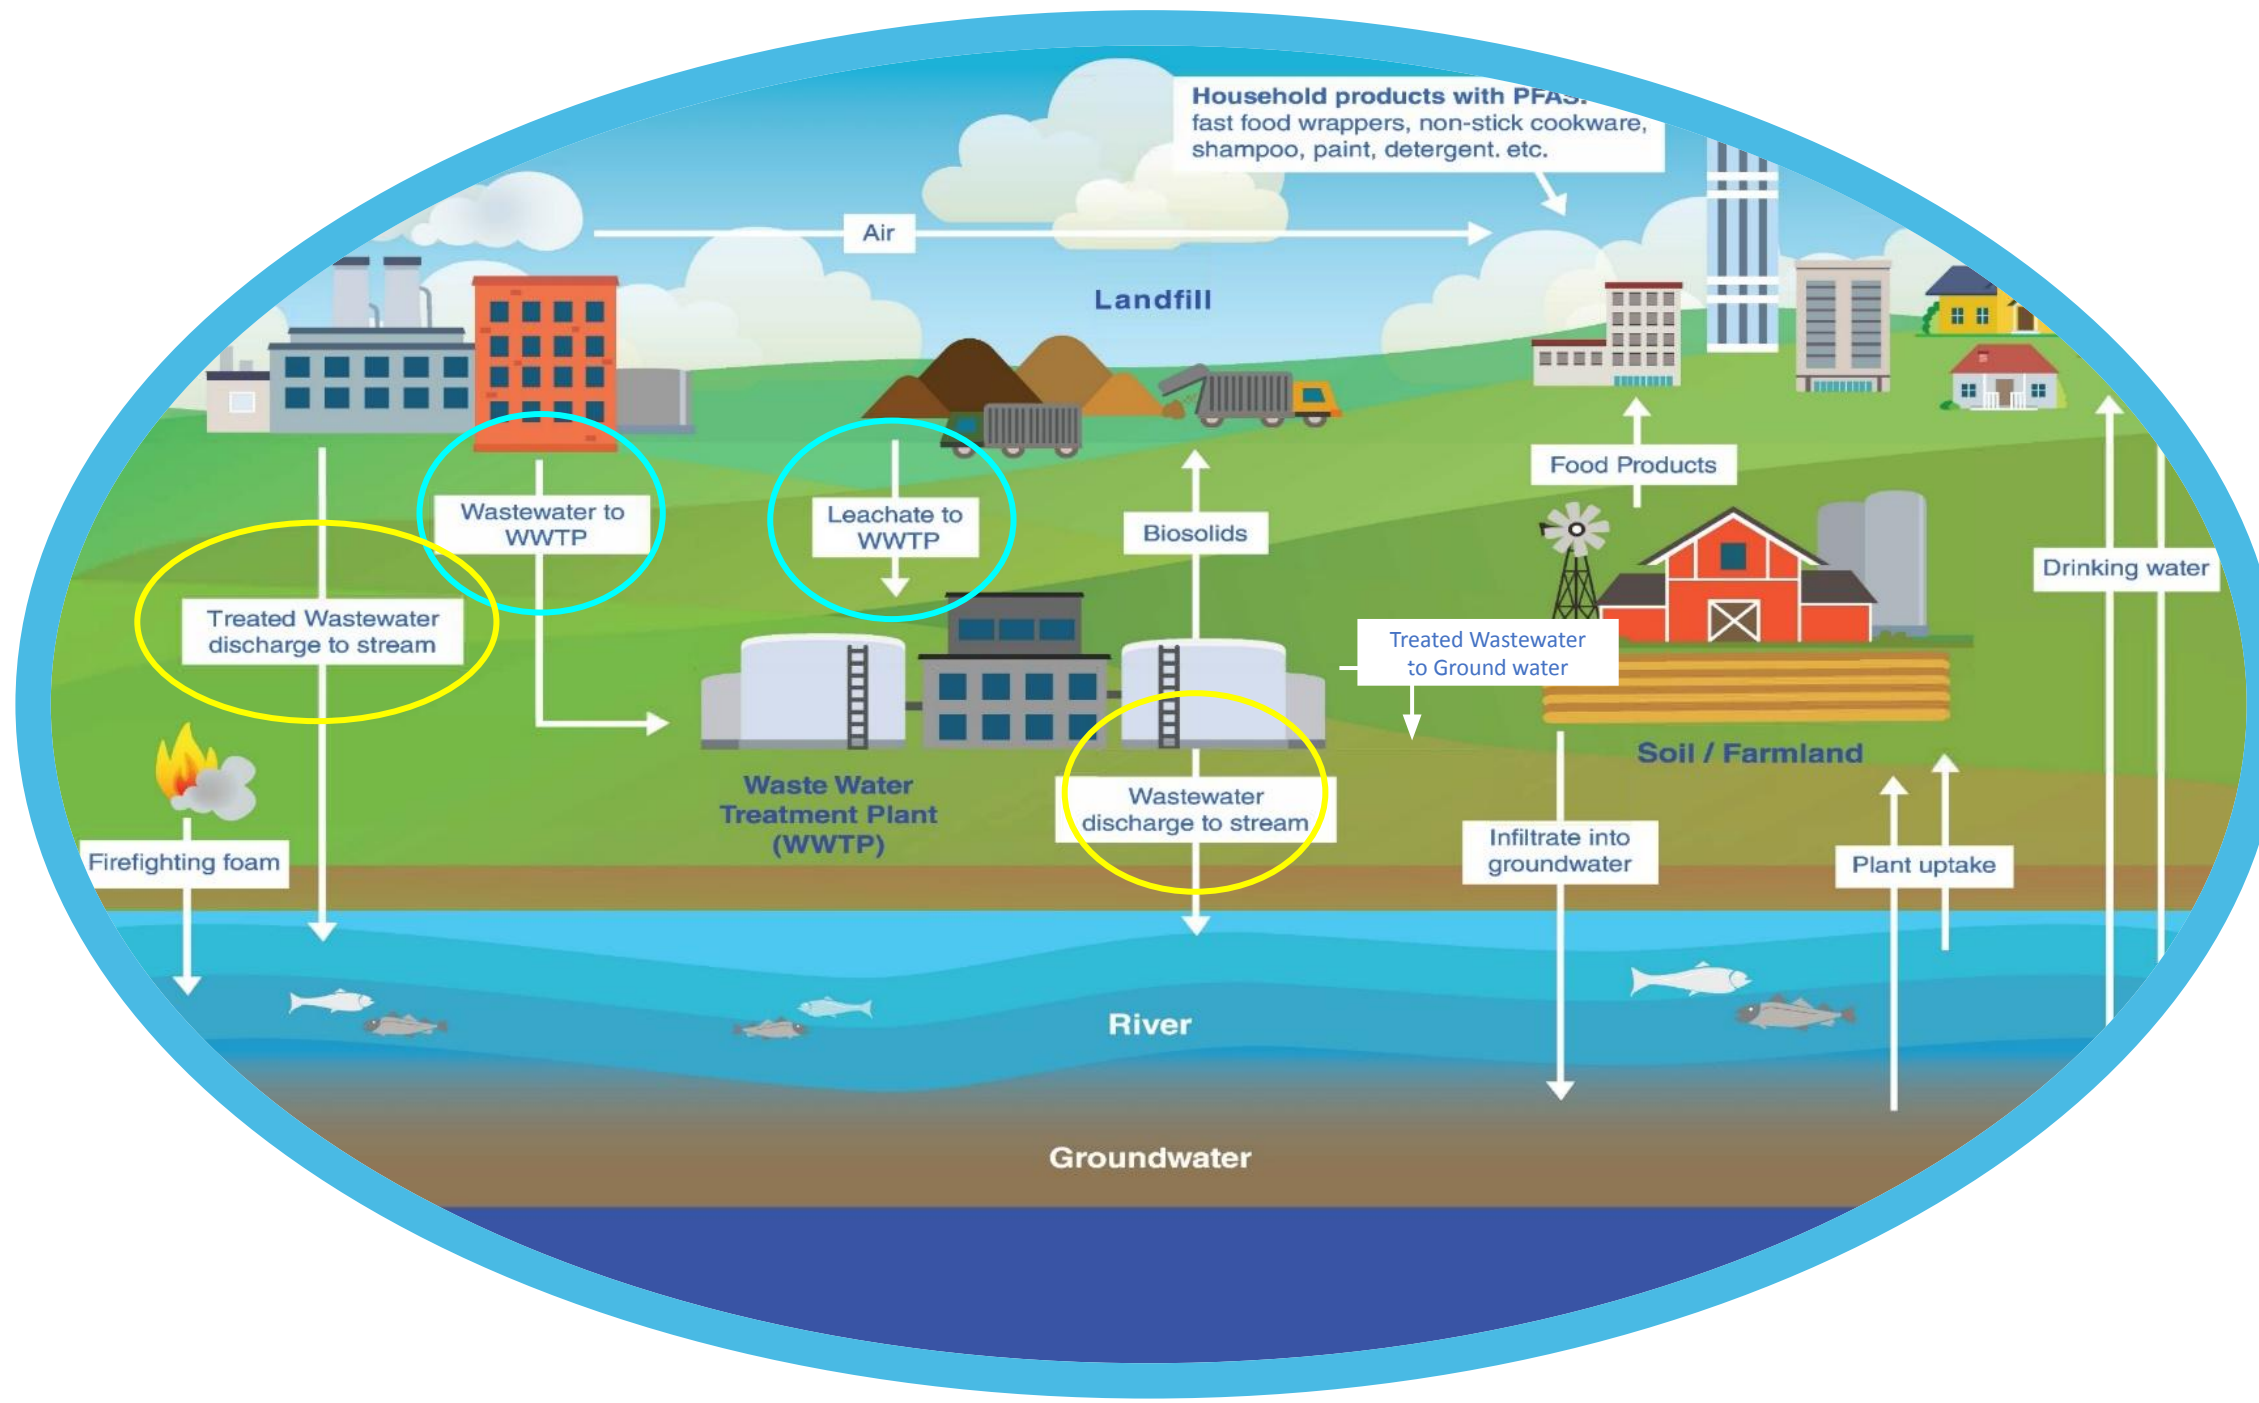 Household products with PFAS:
fast food wrappers, non-stick cookware,
shampoo, paint, detergent. etc.
Air
Landfill
Wastewater to
WWTP
Leachate to
WWTP
Biosolids
Food Products
Drinking water
Treated Wastewater
discharge to stream
Treated Wastewater
to Ground water
Soil / Farmland
Waste Water
Treatment Plant
(WWTP)
Wastewater
discharge to stream
Firefighting foam
Infiltrate into
groundwater
Plant uptake
River
Groundwater